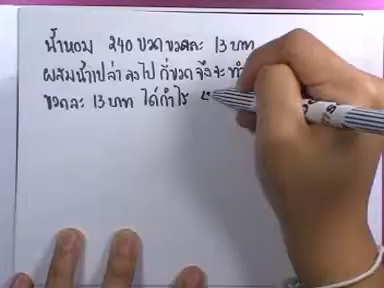 น้ำหอม 240 ขวด ขวดละ 13 บาท
ผสมน้ำเปล่า ลงไป กี่ขวด จึงจะ
ขวดละ 13 บาท ได้กำไร